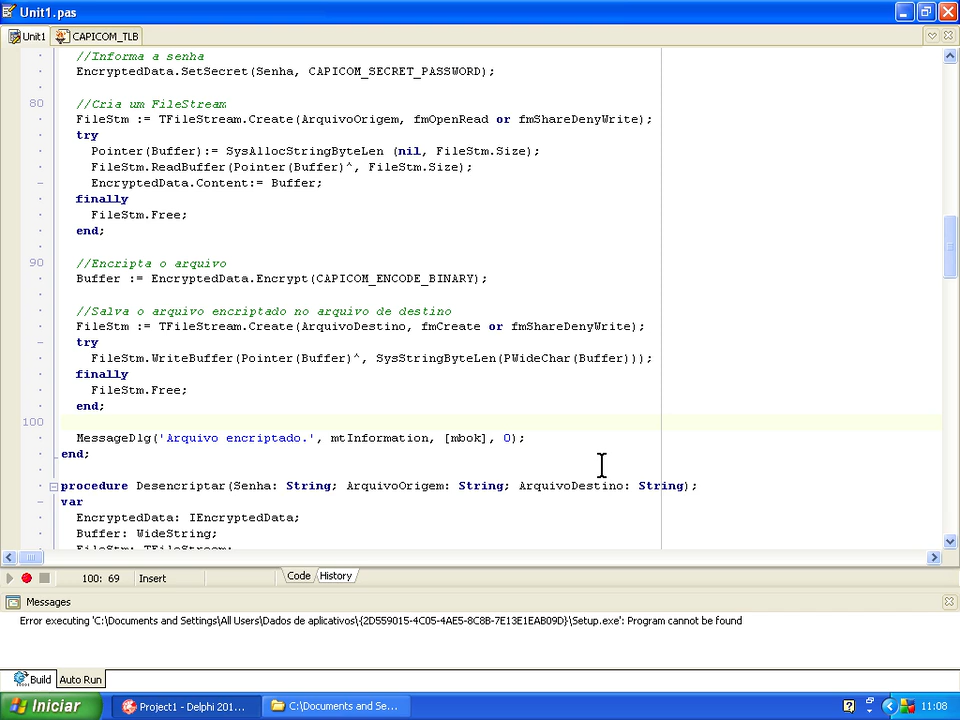 Unit1.pas
Unit1 CAPICOM_TLB
//Informa a senha
EncryptedData.SetSecret(Senha, CAPICOM_SECRET_PASSWORD);
80 //Cria um FileStream
FileStm := TFileStream.Create(ArquivoOrigem, fmOpenRead or fmShareDenyWrite);
try
Pointer(Buffer):= SysAllocStringByteLen (nil, FileStm.Size);
FileStm.ReadBuffer(Pointer(Buffer)^, FileStm.Size);
EncryptedData.Content:= Buffer;
finally
FileStm.Free;
end;
90 //Encripta o arquivo
Buffer := EncryptedData.Encrypt(CAPICOM_ENCODE_BINARY);
//Salva o arquivo encriptado no arquivo de destino
FileStm := TFileStream.Create(ArquivoDestino, fmCreate or fmShareDenyWrite);
try
FileStm.WriteBuffer(Pointer(Buffer)^, SysStringByteLen(PWideChar(Buffer)));
finally
FileStm.Free;
end;
100
MessageDlg('Arquivo encriptado.', mtInformation, [mbok], 0);
end;
procedure Desencriptar(Senha: String; ArquivoOrigem: String; ArquivoDestino: String);
var
EncryptedData: IEncryptedData;
Buffer: WideString;
FileStm: TFileStream;
100: 69 Insert Code History
Messages
Error executing 'C:\Documents and Settings\All Users\Dados de aplicativos\{2D559015-4C05-4AE5-8C8B-7E13E1EAB09D}\Setup.exe': Program cannot be found
Build Auto Run
Iniciar Project1 - Delphi 201... C:\Documents and Se... 11:08